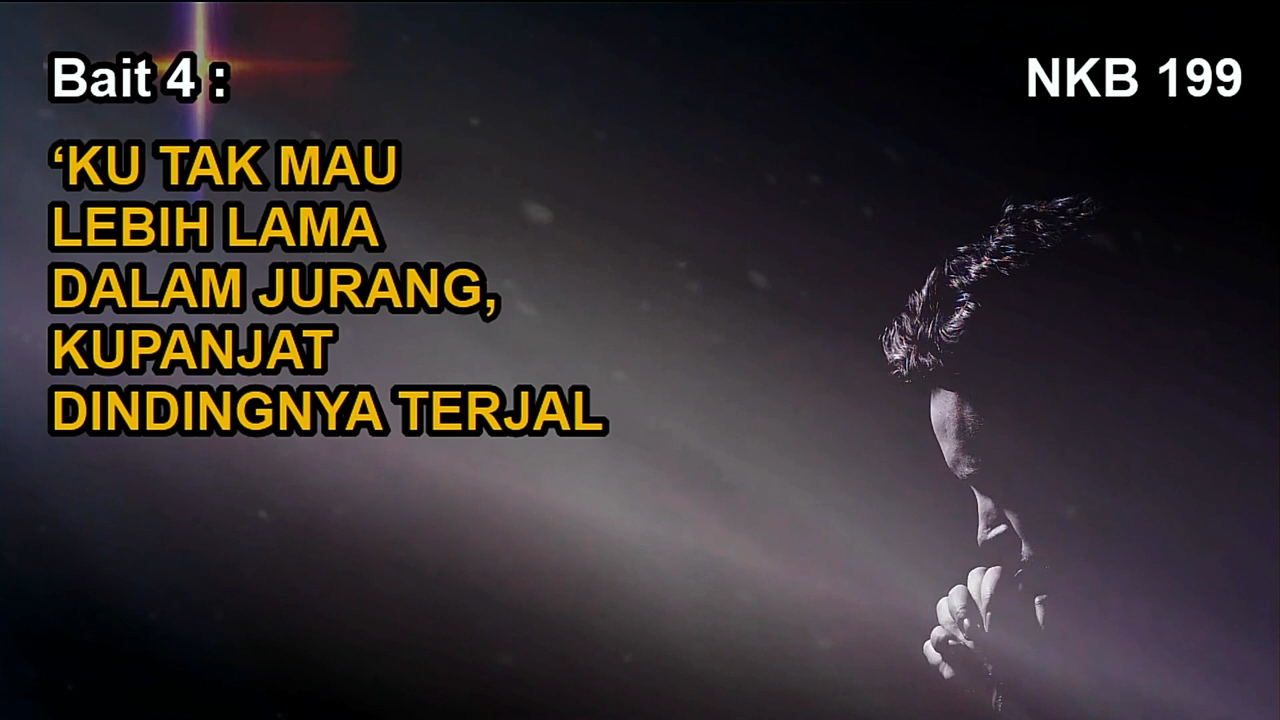 Bait 4 :
NKB 199
‘KU TAK MAU
LEBIH LAMA
DALAM JURANG,
KUPANJAT
DINDINGNYA TERJAL